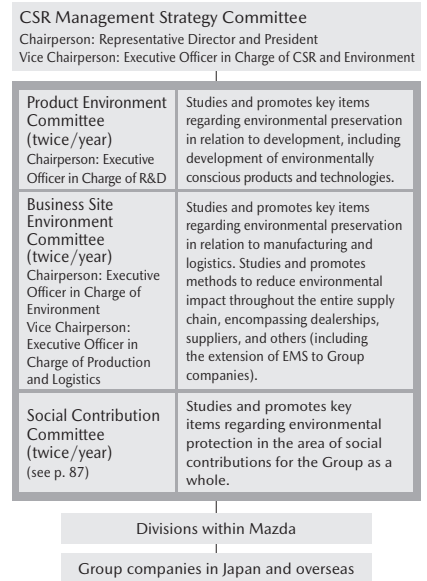 CSR Management Strategy Committee
Chairperson: Representative Director and President
Vice Chairperson: Executive Officer in Charge of CSR and Environment
Product Environment
Committee
(twice/year)
Chairperson: Executive
Officer in Charge of R&D
Studies and promotes key items
regarding environmental preservation
in relation to development, including
development of environmentally
conscious products and technologies.
Business Site
Environment
Committee
(twice/year)
Chairperson: Executive
Officer in Charge of
Environment
Vice Chairperson:
Executive Officer in
Charge of Production
and Logistics
Studies and promotes key items
regarding environmental preservation
in relation to manufacturing and
logistics. Studies and promotes
methods to reduce environmental
impact throughout the entire supply
chain, encompassing dealerships,
suppliers, and others (including
the extension of EMS to Group
companies).
Social Contribution
Committee
(twice/year)
(see p. 87)
Studies and promotes key
items regarding environmental
protection in the area of social
contributions for the Group as a
whole.
Divisions within Mazda
Group companies in Japan and overseas